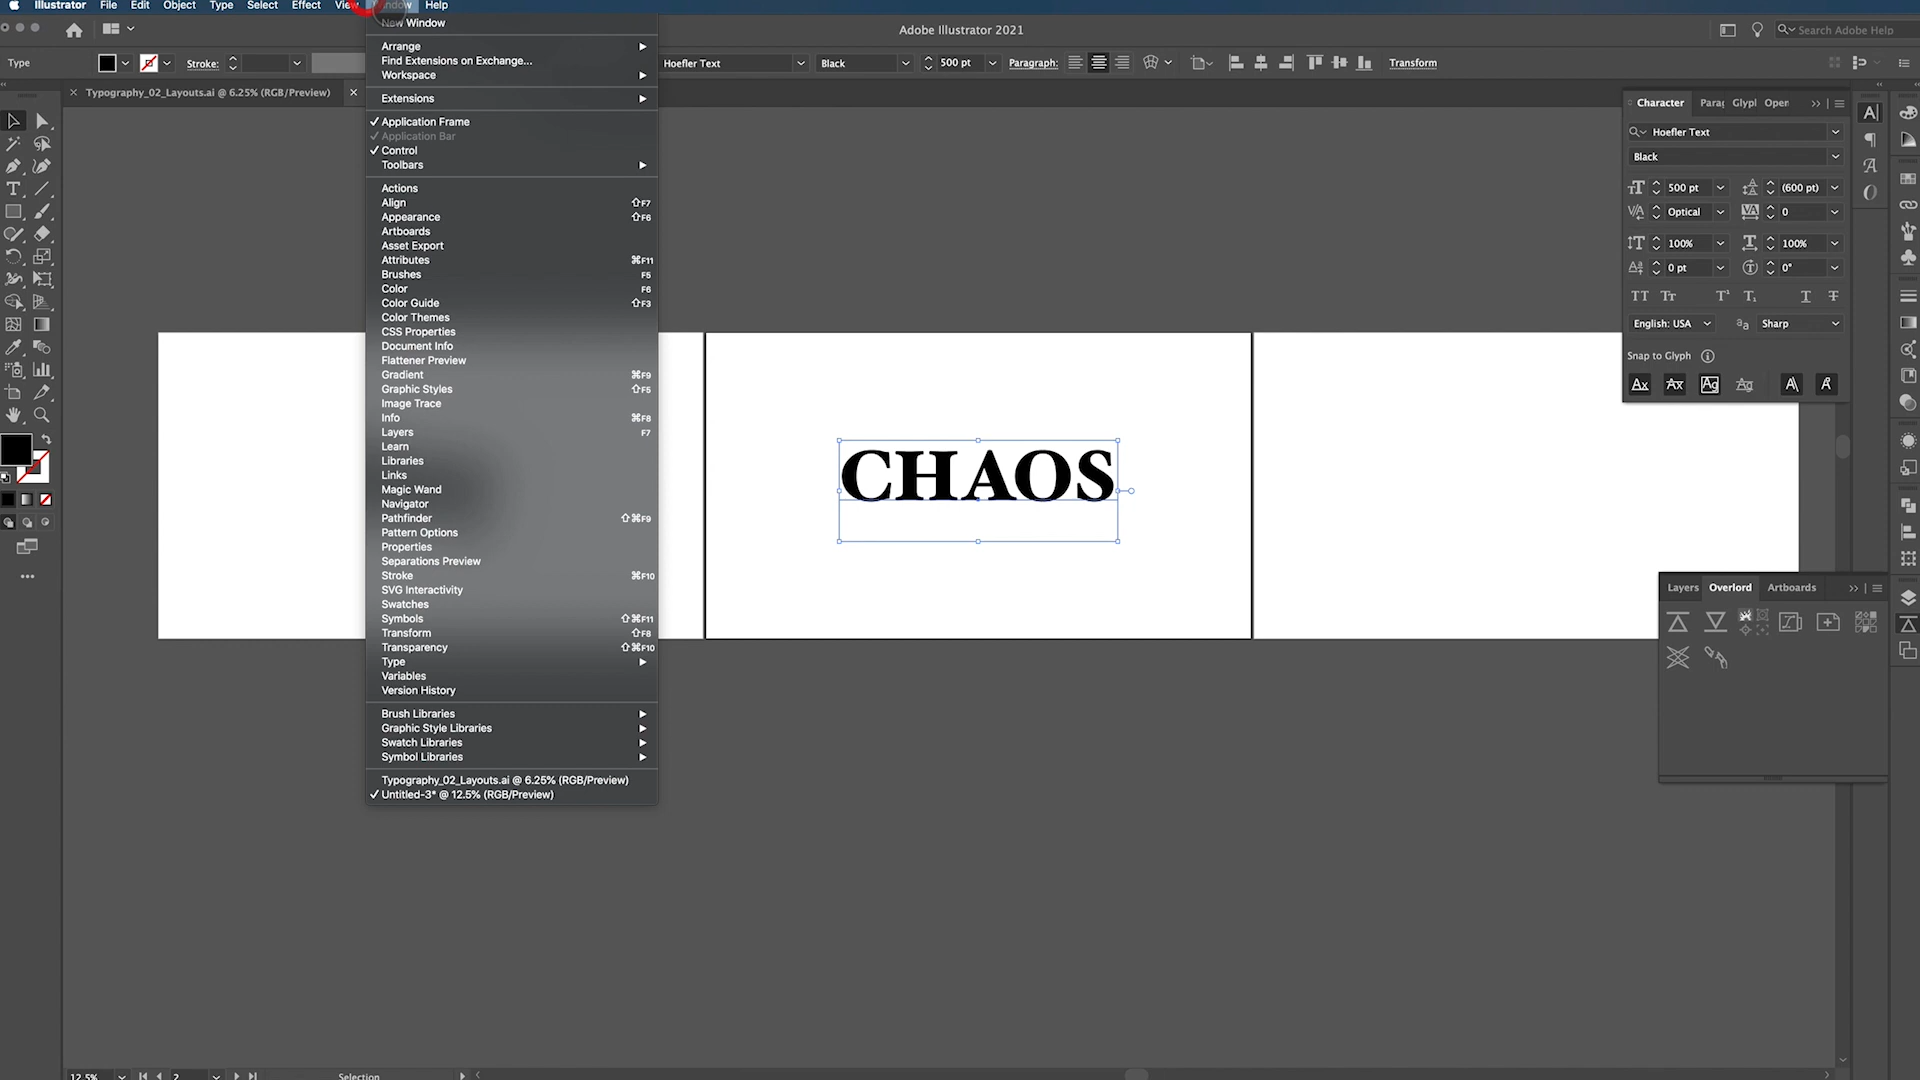 Illustrator File Edit Object Type Select Effect View Window Help
Adobe Illustrator 2021
Search Adobe Help
Type
Stroke:
Hoefler Text
Black
500 pt
Paragraph:
Transform
Typography_02_Layouts.ai @ 6.25% (RGB/Preview)
New Window
Arrange
Find Extensions on Exchange...
Workspace
Extensions
✓ Application Frame
✓ Application Bar
✓ Control
Toolbars
Actions
Align ⇧F7
Appearance ⇧F6
Artboards
Asset Export
Attributes ⌘F11
Brushes F5
Color F6
Color Guide ⇧F3
Color Themes
CSS Properties
Document Info
Flattener Preview
Gradient ⌘F9
Graphic Styles ⇧F5
Image Trace
Info ⌘F8
Layers F7
Learn
Libraries
Links
Magic Wand
Navigator
Pathfinder ⇧⌘F9
Pattern Options
Properties
Separations Preview
Stroke ⌘F10
SVG Interactivity
Swatches
Symbols ⇧⌘F11
Transform ⇧F8
Transparency ⇧⌘F10
Type
Variables
Version History
Brush Libraries
Graphic Style Libraries
Swatch Libraries
Symbol Libraries
Typography_02_Layouts.ai @ 6.25% (RGB/Preview)
✓ Untitled-3* @ 12.5% (RGB/Preview)
CHAOS
Character Parag Glypl Open
Hoefler Text
Black
500 pt (600 pt)
Optical 0
100% 100%
0 pt 0°
English: USA Sharp
Snap to Glyph
Layers Overlord Artboards
12.5% 2 Selection